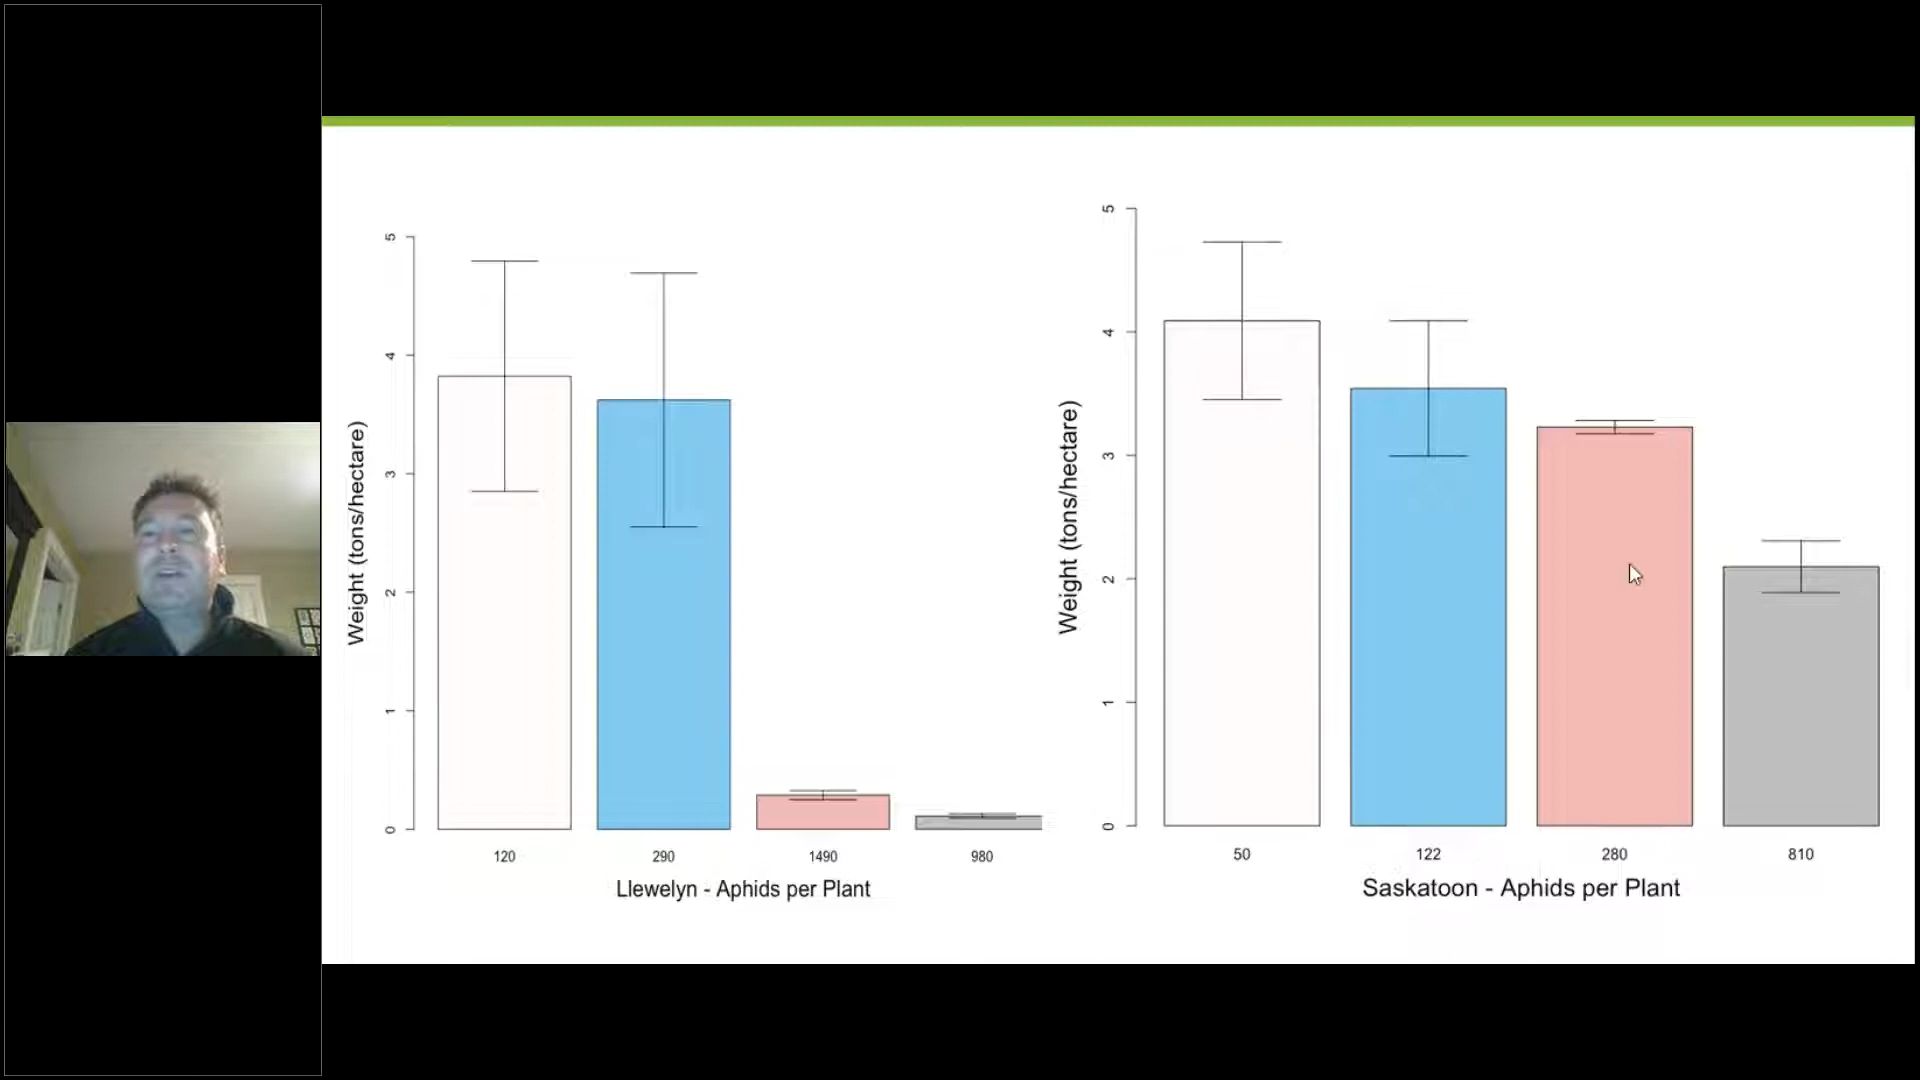 5
4
3
2
1
0
Weight (tons/hectare)
120 290 1490 980
Llewelyn - Aphids per Plant
5
4
3
2
1
0
Weight (tons/hectare)
50 122 280 810
Saskatoon - Aphids per Plant